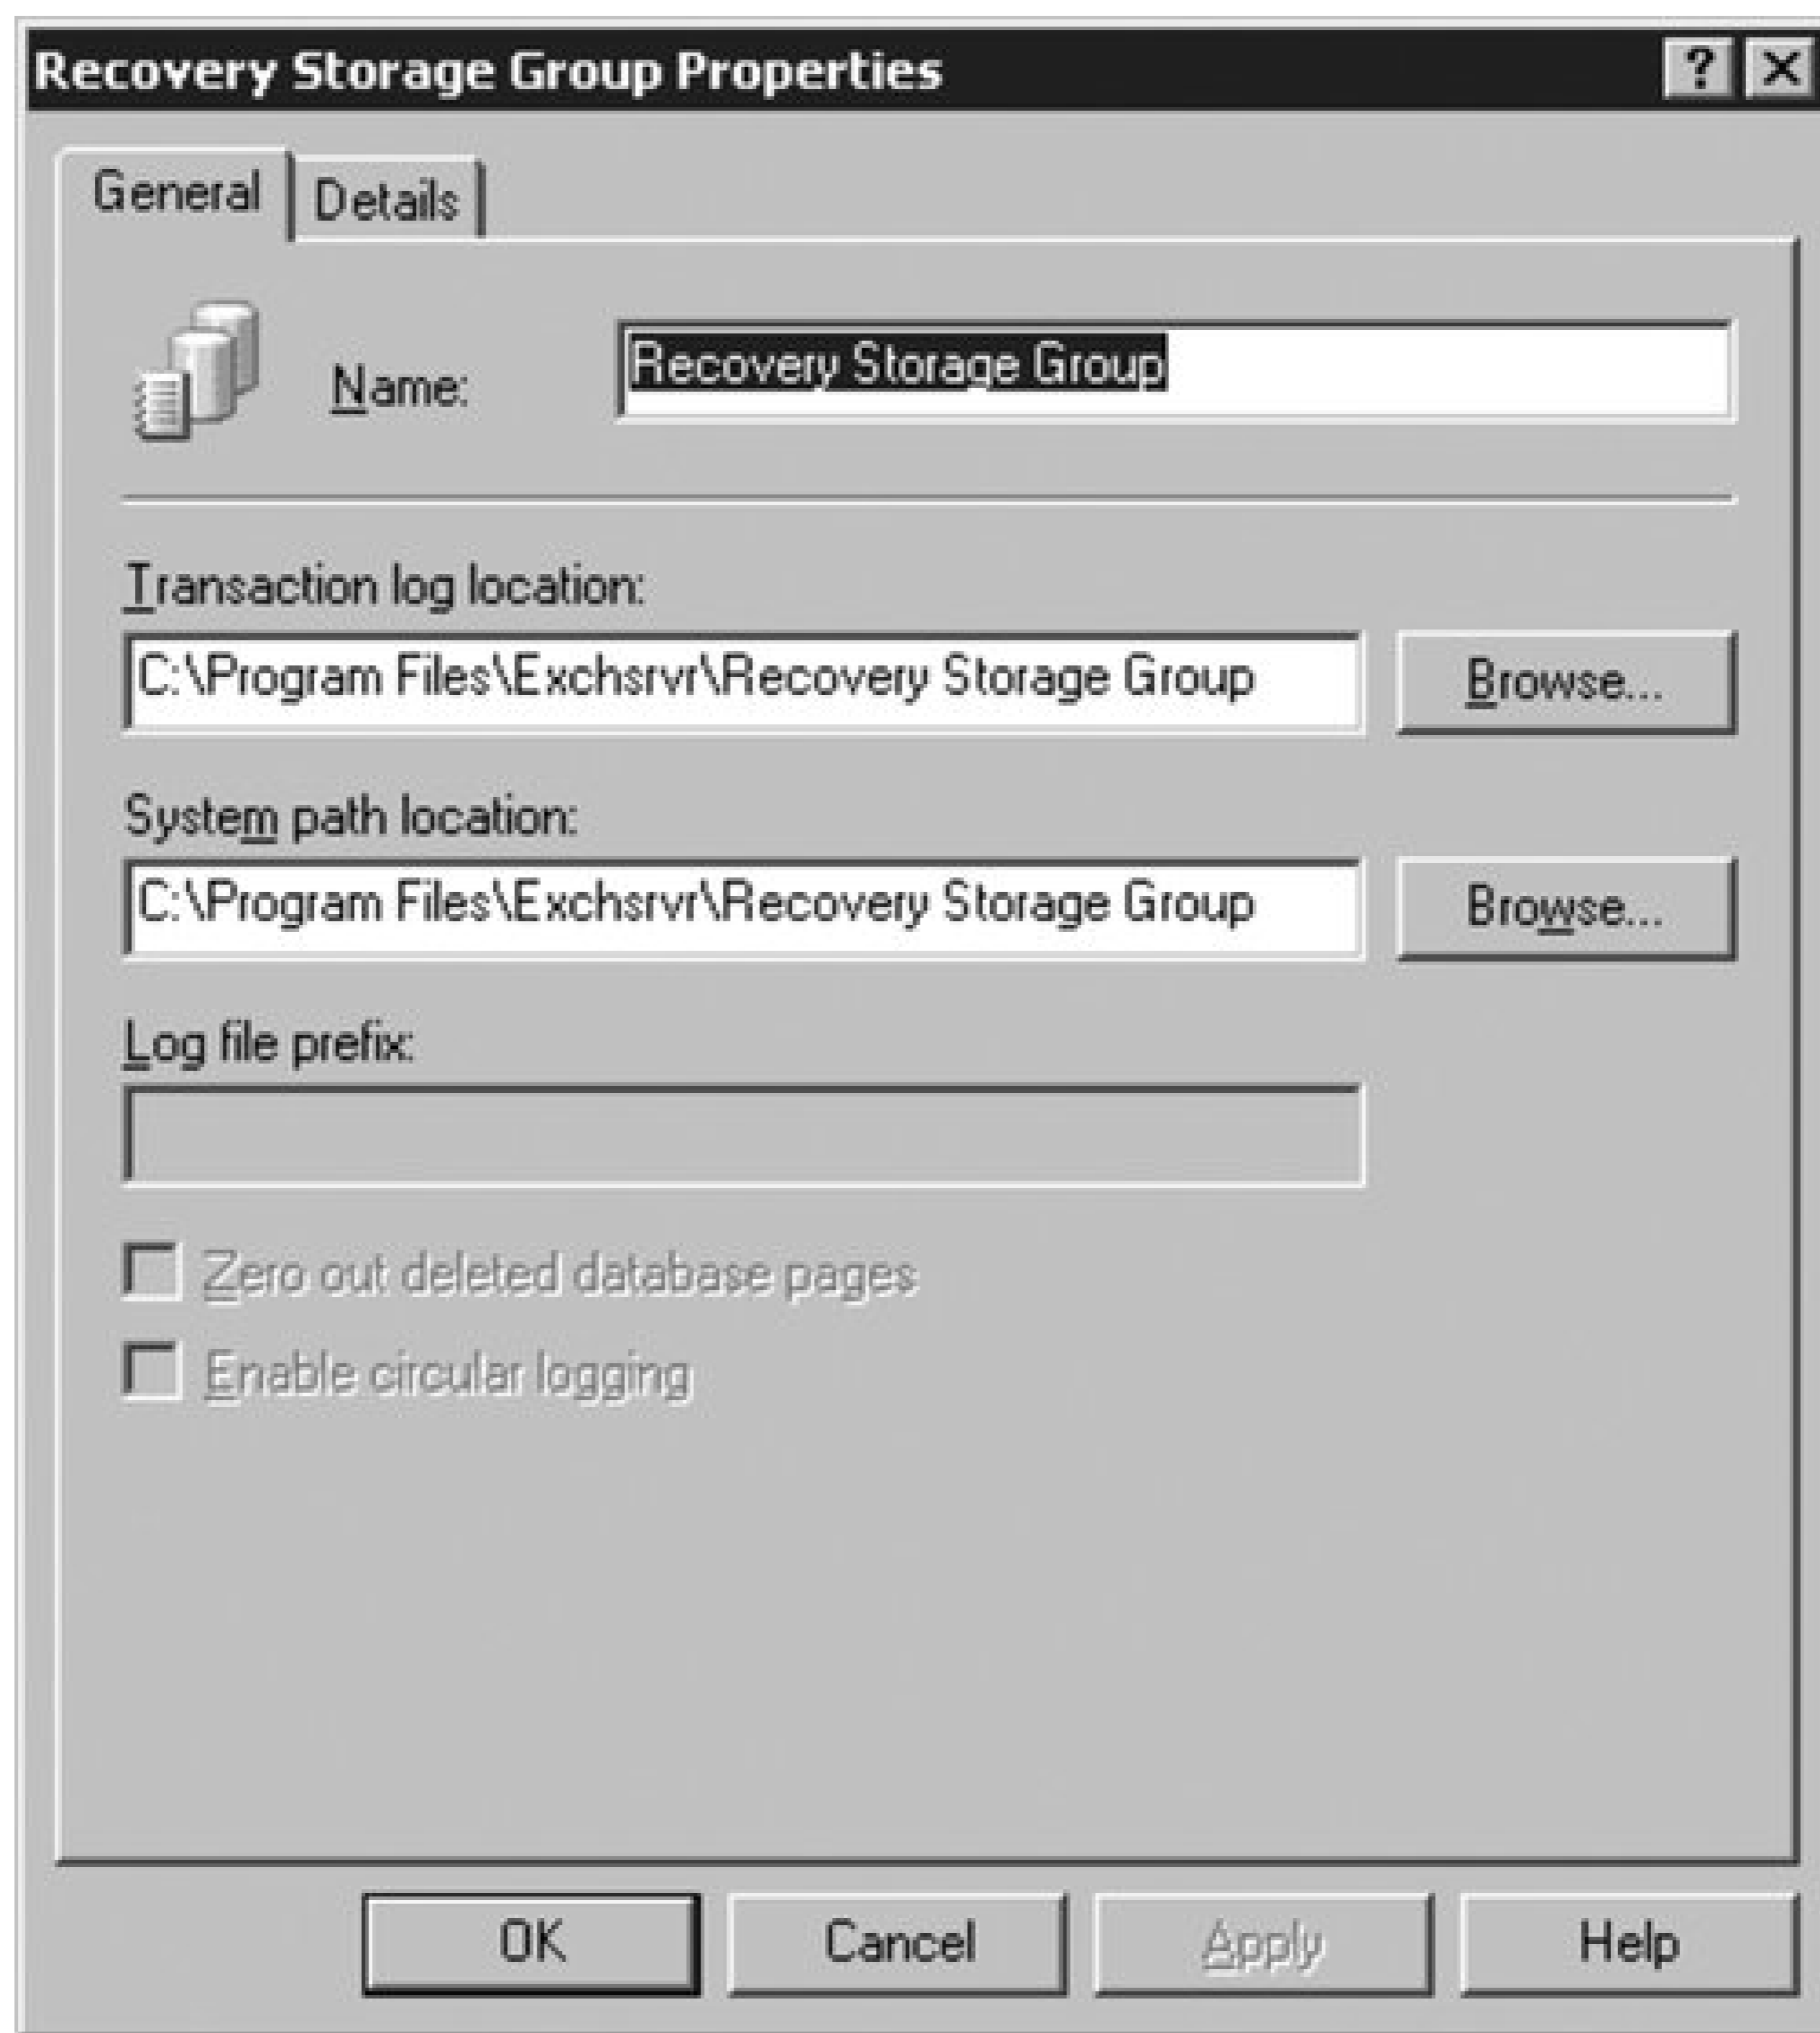 Recovery Storage Group Properties
General
Details
Name:
Recovery Storage Group
Transaction log location:
C:\Program Files\Exchsrvr\Recovery Storage Group
Browse...
System path location:
C:\Program Files\Exchsrvr\Recovery Storage Group
Browse...
Log file prefix:
Zero out deleted database pages
Enable circular logging
OK
Cancel
Apply
Help